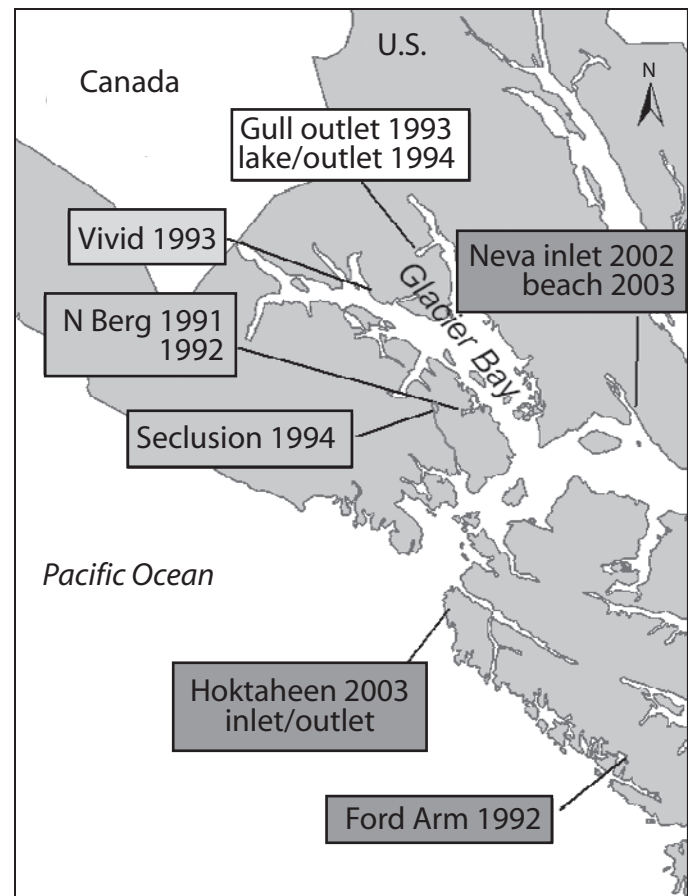 Canada
U.S.
N
Gull outlet 1993
lake/outlet 1994
Vivid 1993
Neva inlet 2002
beach 2003
Glacier Bay
N Berg 1991
1992
Seclusion 1994
Pacific Ocean
Hoktaheen 2003
inlet/outlet
Ford Arm 1992